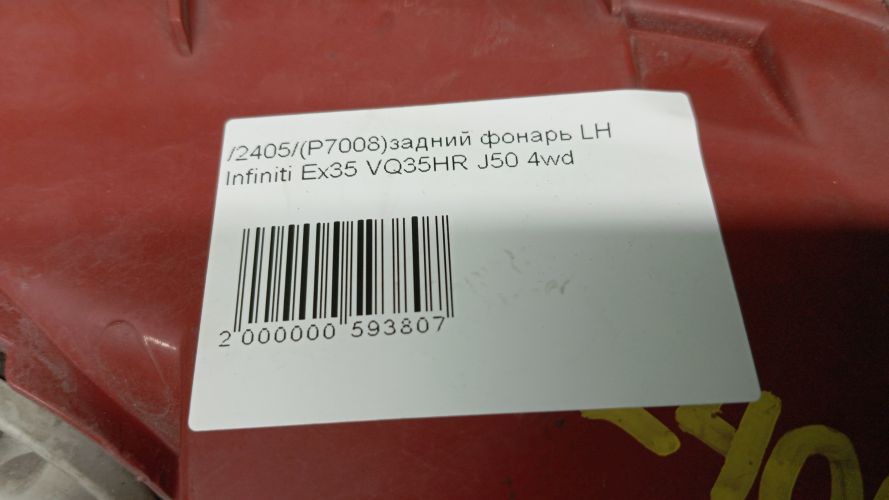 /2405/(P7008)задний фонарь LH
Infiniti Ex35 VQ35HR J50 4wd
2 000000 593807